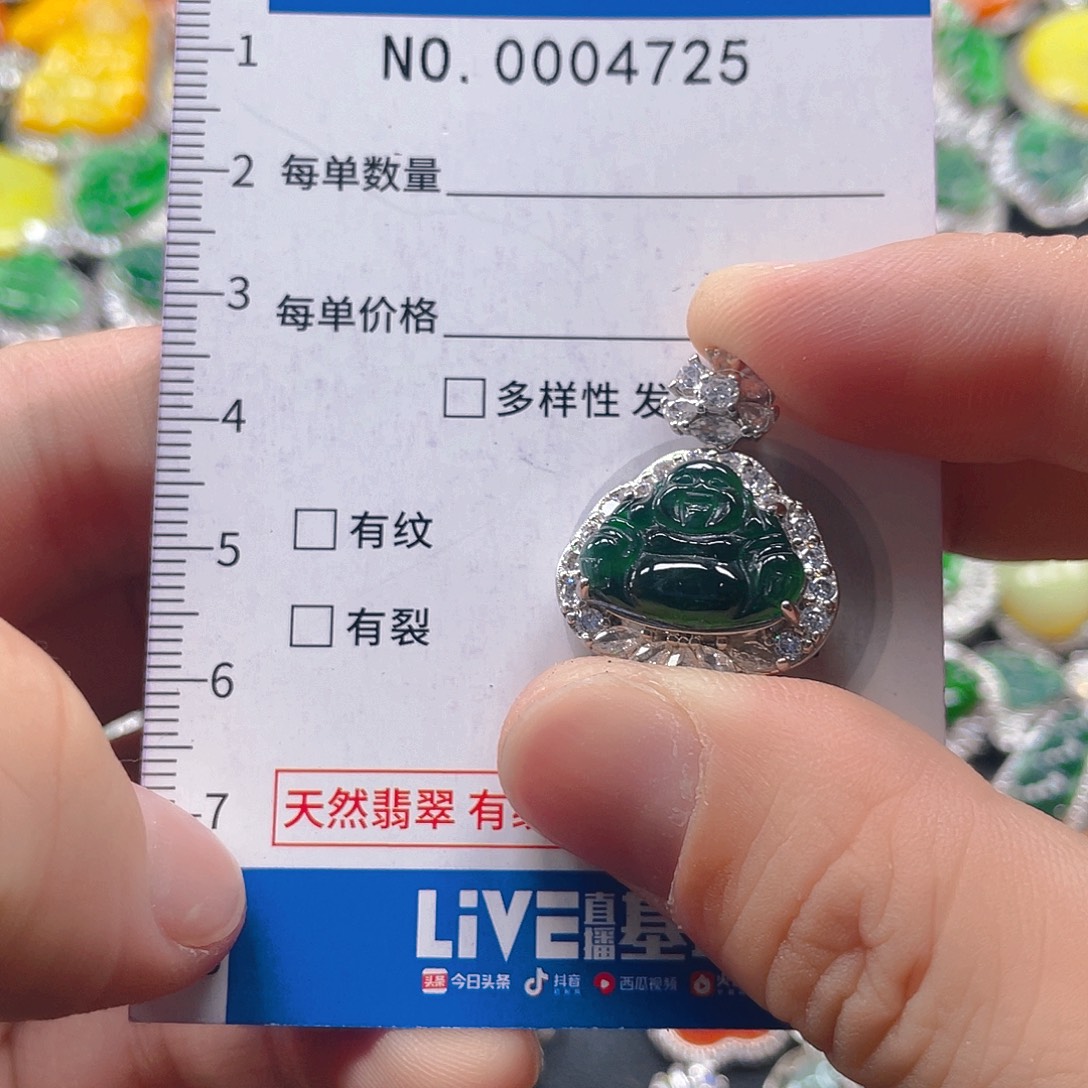 1
NO. 0004725
2
每单数量
3
每单价格
4
多样性 发
5
有纹
有裂
6
7
天然翡翠 有
LiVE直播基
头条 今日头条 抖音 西瓜视频